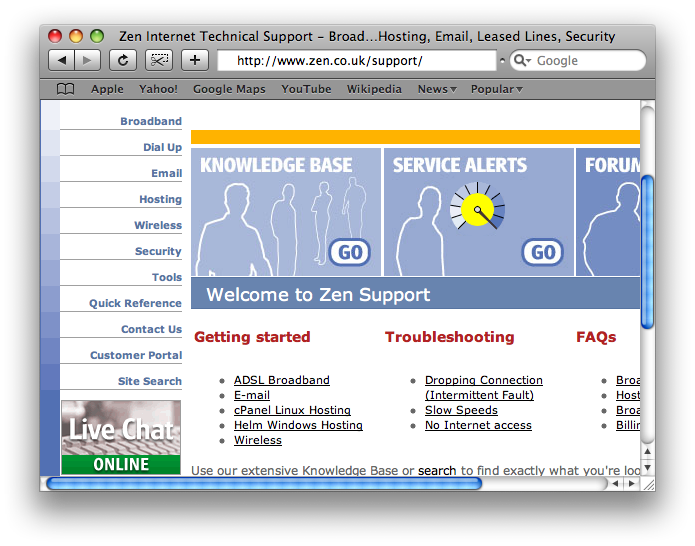 Zen Internet Technical Support – Broad...Hosting, Email, Leased Lines, Security
http://www.zen.co.uk/support/
Google
Apple Yahoo! Google Maps YouTube Wikipedia News Popular
Broadband
Dial Up
Email
Hosting
Wireless
Security
Tools
Quick Reference
Contact Us
Customer Portal
Site Search
Live Chat
ONLINE
KNOWLEDGE BASE
GO
SERVICE ALERTS
GO
FORUM
Welcome to Zen Support
Getting started
ADSL Broadband
E-mail
cPanel Linux Hosting
Helm Windows Hosting
Wireless
Troubleshooting
Dropping Connection
(Intermittent Fault)
Slow Speeds
No Internet access
FAQs
Broa
Host
Broa
Billin
Use our extensive Knowledge Base or search to find exactly what you're loo